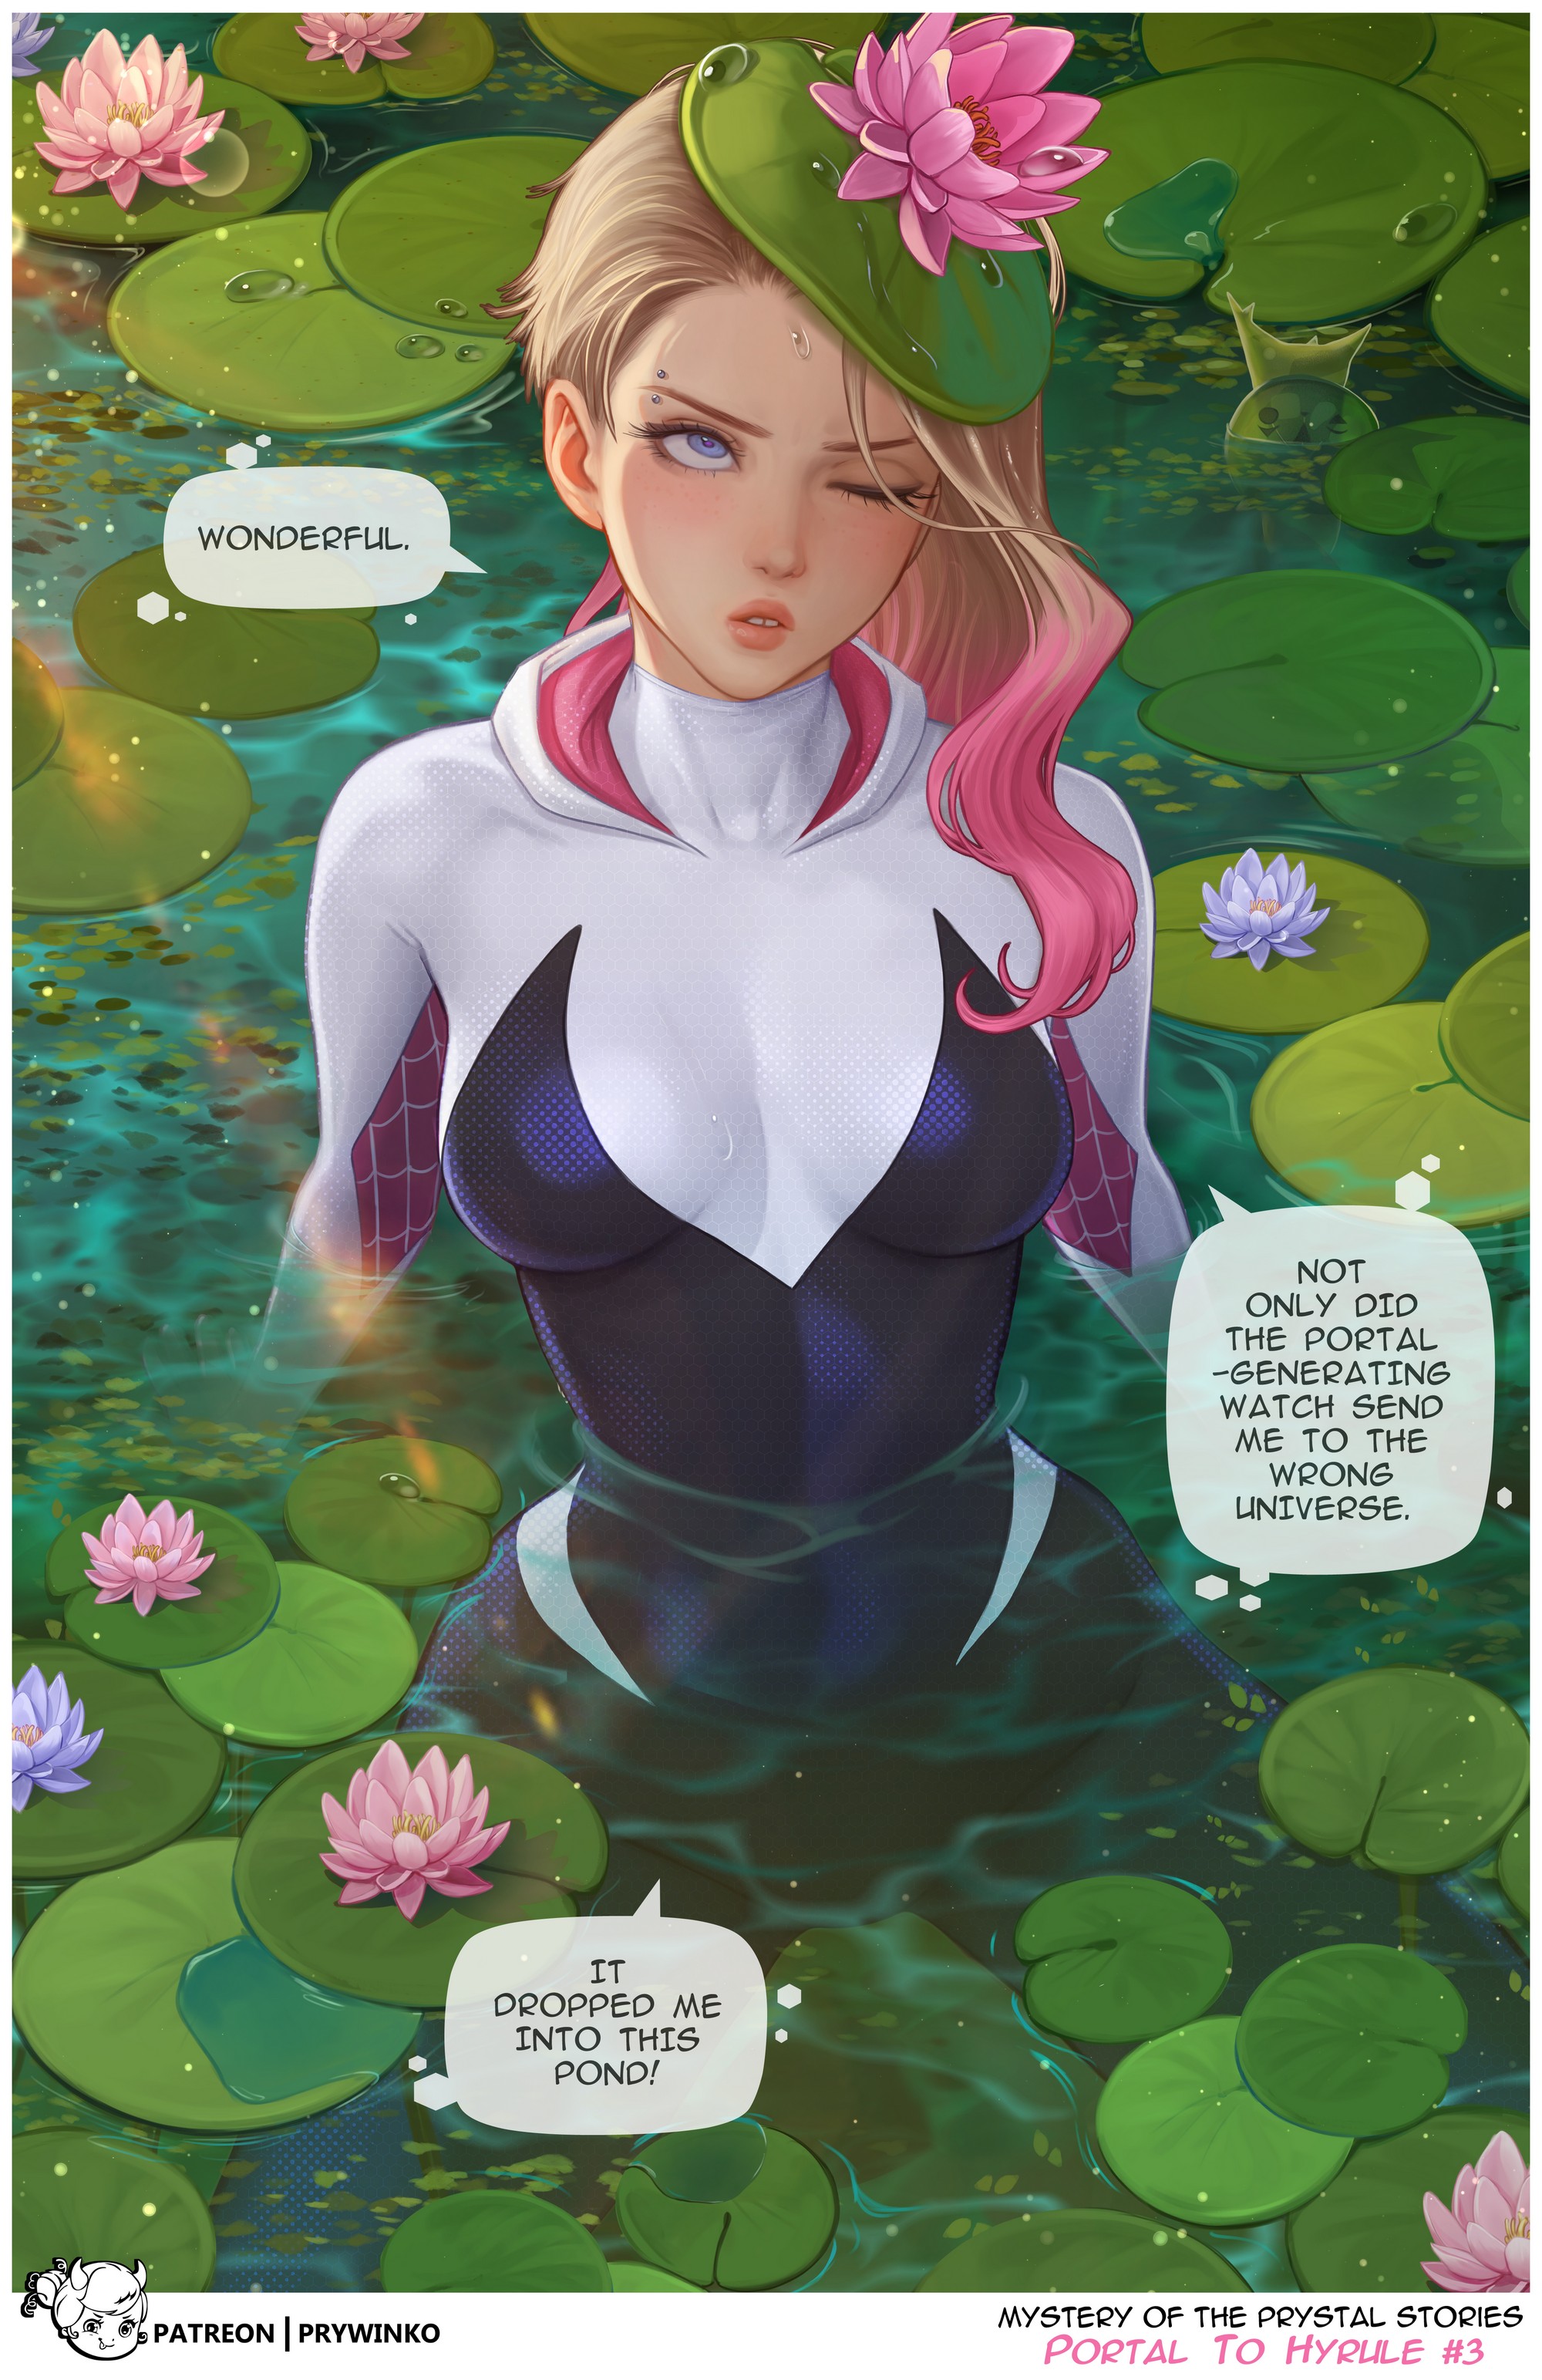 WONDERFUL.
NOT
ONLY DID
THE PORTAL
-GENERATING
WATCH SEND
ME TO THE
WRONG
UNIVERSE.
IT
DROPPED ME
INTO THIS
POND!
PATREON | PRYWINKO
MYSTERY OF THE PRYSTAL STORIES
PORTAL TO HYRULE #3